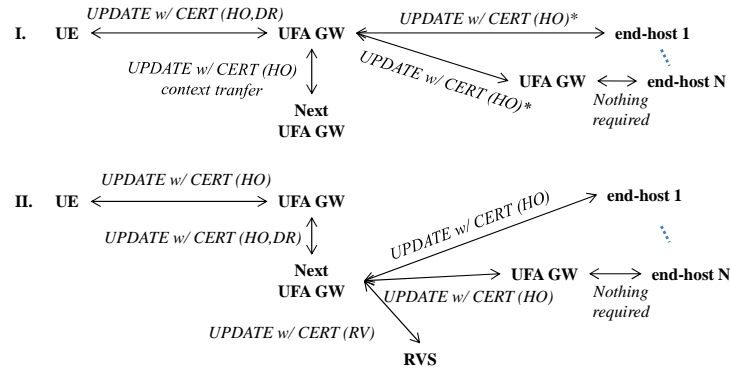 UPDATE w/ CERT (HO,DR)
UPDATE w/ CERT (HO)*
I. UE UFA GW end-host 1
UPDATE w/ CERT (HO)
context tranfer
UPDATE w/ CERT (HO)*
UFA GW end-host N
Nothing
required
Next
UFA GW
UPDATE w/ CERT (HO)
II. UE UFA GW end-host 1
UPDATE w/ CERT (HO)
UPDATE w/ CERT (HO,DR)
Next
UFA GW
UFA GW end-host N
UPDATE w/ CERT (HO)
Nothing
required
UPDATE w/ CERT (RV)
RVS